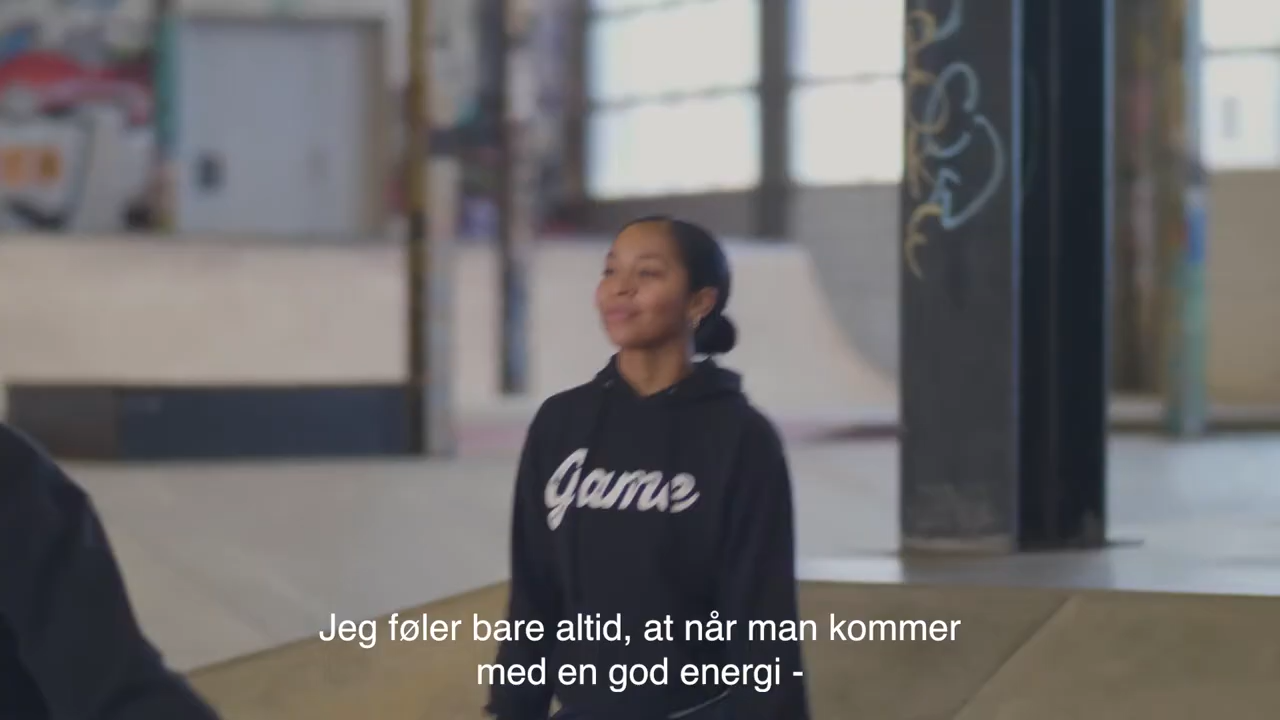 Game
Jeg føler bare altid, at når man kommer
med en god energi -